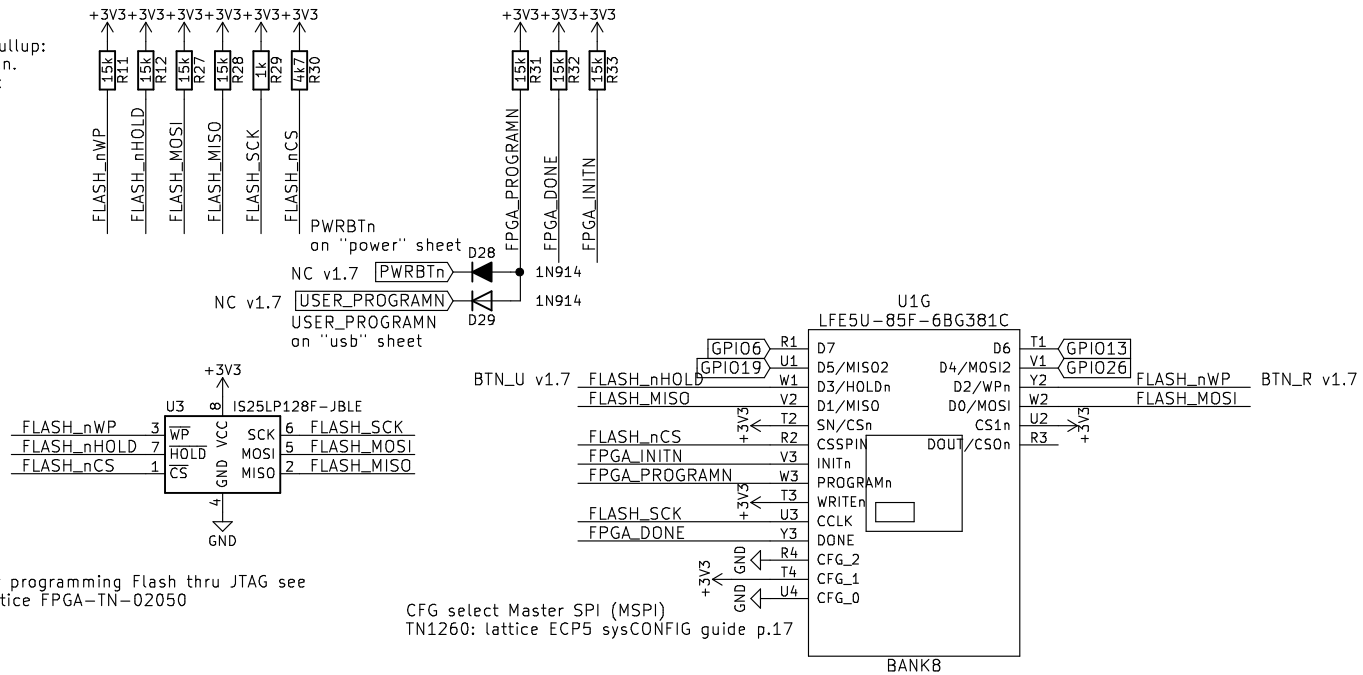 +3V3 +3V3 +3V3 +3V3 +3V3 +3V3 +3V3 +3V3 +3V3
ullup:
n.
15k R11
15k R12
15k R27
15k R28
1k R29
4k7 R30
15k R31
15k R32
15k R33
FLASH_nWP
FLASH_nHOLD
FLASH_MOSI
FLASH_MISO
FLASH_SCK
FLASH_nCS
FPGA_PROGRAMN
FPGA_DONE
FPGA_INITN
PWRBTn
on "power" sheet
D28
NC v1.7 PWRBTn 1N914
NC v1.7 USER_PROGRAMN 1N914
D29
USER_PROGRAMN
on "usb" sheet
U1G
LFE5U-85F-6BG381C
GPIO6 R1 D7 D6 T1 GPIO13
GPIO19 U1 D5/MISO2 D4/MOSI2 V1 GPIO26
BTN_U v1.7 FLASH_nHOLD W1 D3/HOLDn D2/WPn Y2 FLASH_nWP BTN_R v1.7
FLASH_MISO V2 D1/MISO D0/MOSI W2 FLASH_MOSI
+3V3 T2 SN/CSn CS1n U2 +3V3
FLASH_nCS R2 CSSPIN DOUT/CSOn R3
FPGA_INITN V3 INITn
FPGA_PROGRAMN W3 PROGRAMn
+3V3 T3 WRITEn
FLASH_SCK U3 CCLK
FPGA_DONE Y3 DONE
GND R4 CFG_2
+3V3 T4 CFG_1
GND U4 CFG_0
BANK8
+3V3
U3 8 IS25LP128F-JBLE
FLASH_nWP 3 WP VCC SCK 6 FLASH_SCK
FLASH_nHOLD 7 HOLD MOSI 5 FLASH_MOSI
FLASH_nCS 1 CS GND MISO 2 FLASH_MISO
4
GND
programming Flash thru JTAG see
tice FPGA-TN-02050
CFG select Master SPI (MSPI)
TN1260: lattice ECP5 sysCONFIG guide p.17